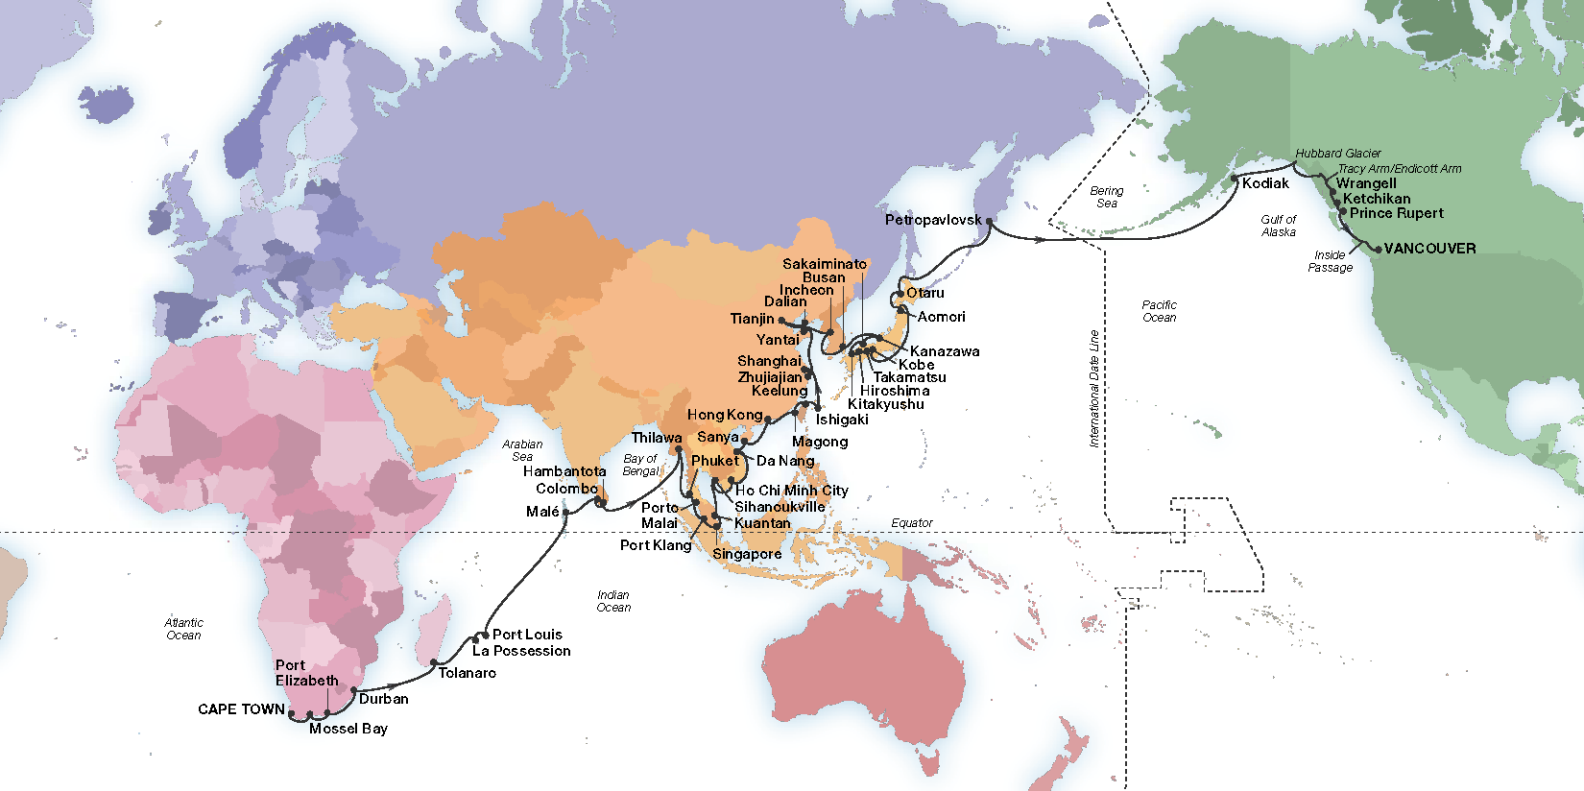 Hubbard Glacier
Tracy Arm/Endicott Arm
Kodiak
Wrangell
Ketchikan
Prince Rupert
Bering
Sea
Gulf of
Alaska
Petropavlovsk
VANCOUVER
Inside
Passage
Sakaiminato
Busan
Incheon
Dalian
Otaru
Pacific
Ocean
Tianjin
Aomori
Yantai
International Date Line
Kanazawa
Shanghai
Kobe
Zhujiajian
Takamatsu
Keelung
Hiroshima
Kitakyushu
Hong Kong
Ishigaki
Thilawa
Sanya
Magong
Arabian
Sea
Bay of
Bengal
Phuket
Da Nang
Hambantota
Colombo
Ho Chi Minh City
Porto
Malai
Sihanoukville
Malé
Kuantan
Equator
Port Klang
Singapore
Indian
Ocean
Atlantic
Ocean
Port Louis
La Possession
Port
Elizabeth
Tolanaro
Durban
CAPE TOWN
Mossel Bay